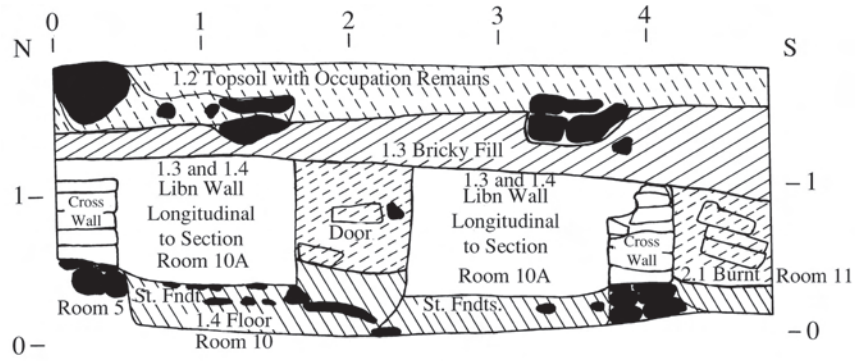 0 1 2 3 4
N S
1.2 Topsoil with Occupation Remains
1.3 Bricky Fill
1.3 and 1.4
Libn Wall
Longitudinal
to Section
Room 10A
1.3 and 1.4
Libn Wall
Longitudinal
to Section
Room 10A
1– –1
Cross
Wall
Door
Cross
Wall
2.1 Burnt
Room 11
Room 5
St. Fndt.
St. Fndts.
1.4 Floor
Room 10
0– –0